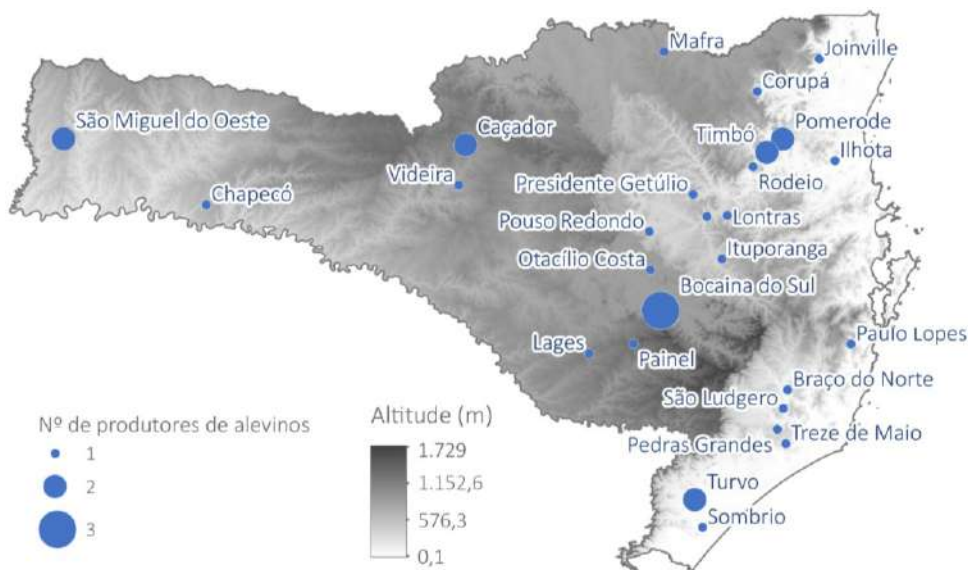 Mafra
Joinville
Corupá
São Miguel do Oeste
Caçador
Timbó
Pomerode
Ilhota
Videira
Rodeio
Chapecó
Presidente Getúlio
Lontras
Pouso Redondo
Ituporanga
Otacílio Costa
Bocaina do Sul
Lages
Painel
Paulo Lopes
Braço do Norte
São Ludgero
Treze de Maio
Pedras Grandes
Turvo
Sombrio
Nº de produtores de alevinos
1
2
3
Altitude (m)
1.729
1.152,6
576,3
0,1